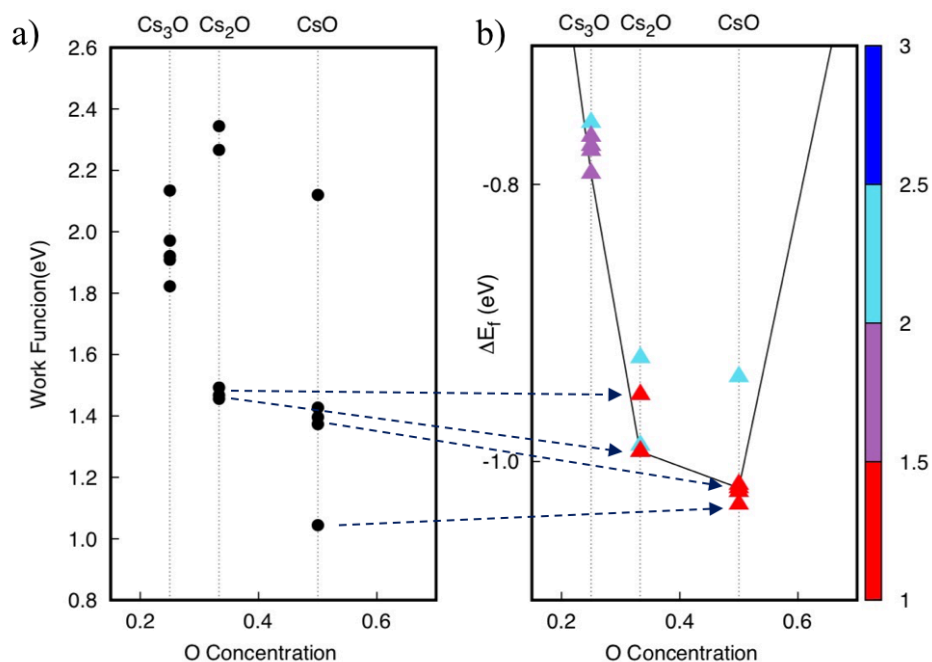 a)
Cs₃O Cs₂O CsO
2.6
2.4
2.2
2.0
1.8
1.6
1.4
1.2
1.0
0.8
Work Funcion(eV)
0.2 0.4 0.6
O Concentration
b)
Cs₃O Cs₂O CsO
-0.8
-1.0
ΔE_f (eV)
0.2 0.4 0.6
O Concentration
3
2.5
2
1.5
1